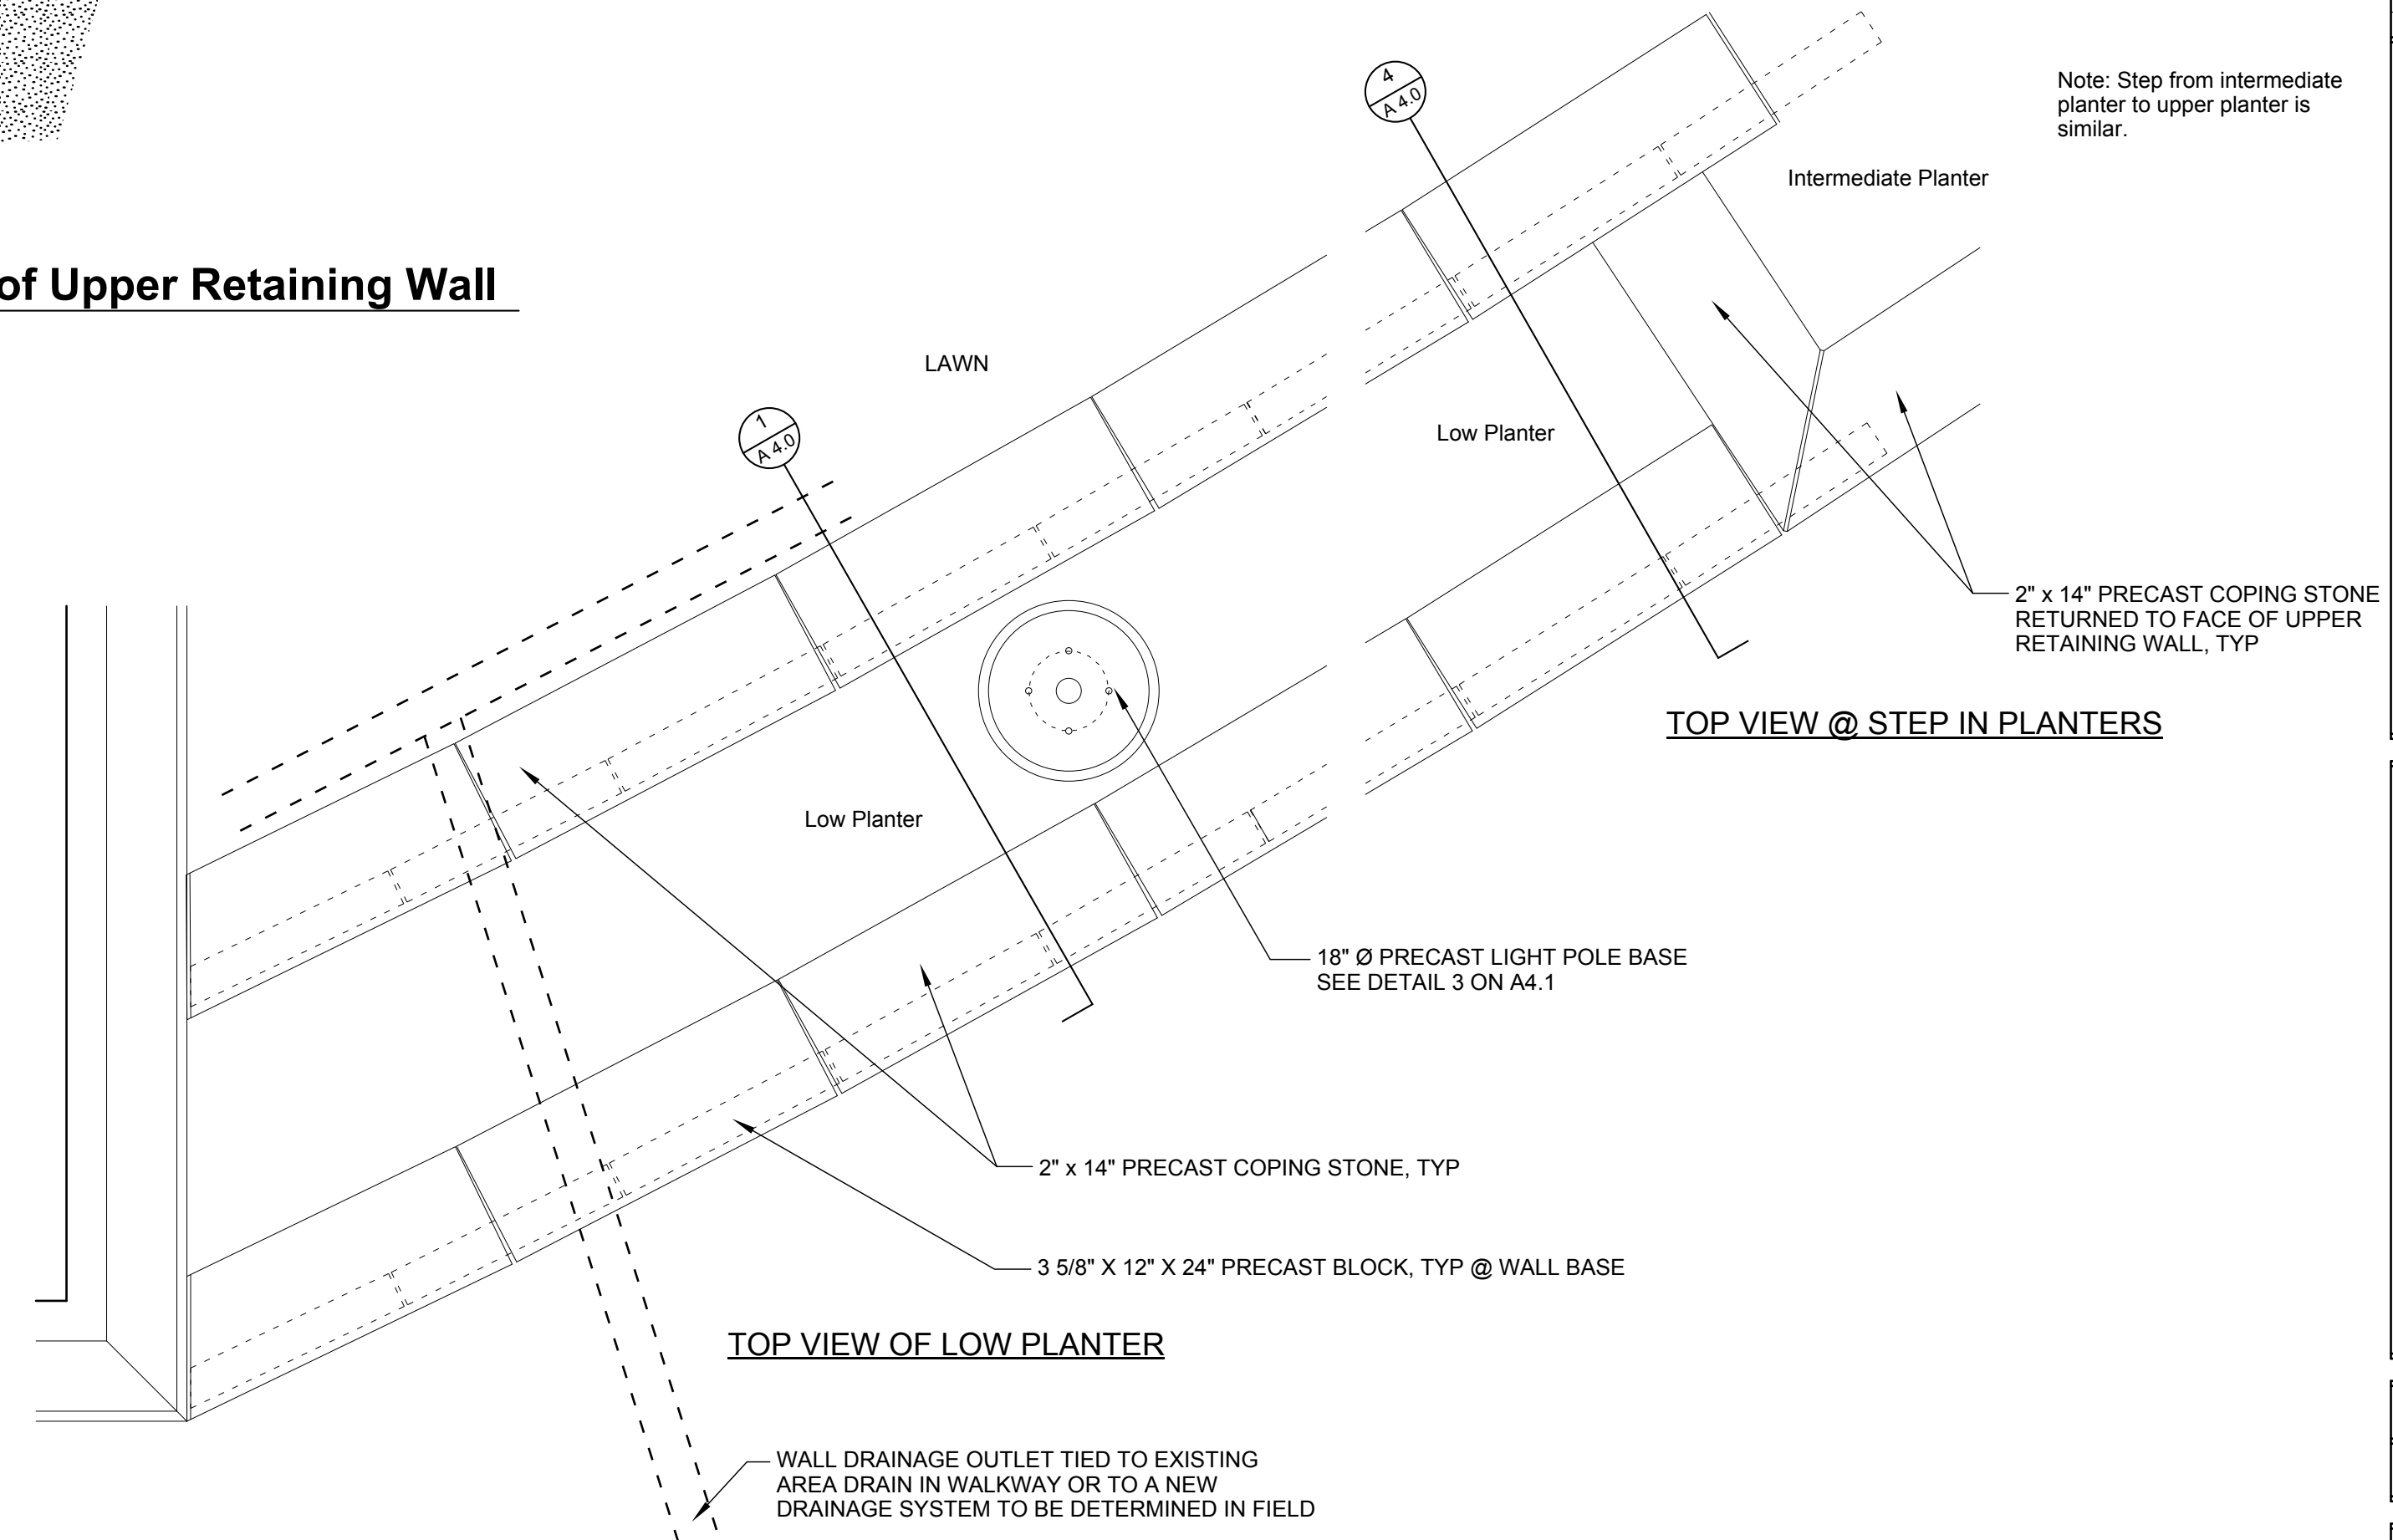 of Upper Retaining Wall
4
A 4.0
Note: Step from intermediate
planter to upper planter is
similar.
Intermediate Planter
LAWN
1
A 4.0
Low Planter
2" x 14" PRECAST COPING STONE
RETURNED TO FACE OF UPPER
RETAINING WALL, TYP
TOP VIEW @ STEP IN PLANTERS
Low Planter
18" Ø PRECAST LIGHT POLE BASE
SEE DETAIL 3 ON A4.1
2" x 14" PRECAST COPING STONE, TYP
3 5/8" X 12" X 24" PRECAST BLOCK, TYP @ WALL BASE
TOP VIEW OF LOW PLANTER
WALL DRAINAGE OUTLET TIED TO EXISTING
AREA DRAIN IN WALKWAY OR TO A NEW
DRAINAGE SYSTEM TO BE DETERMINED IN FIELD